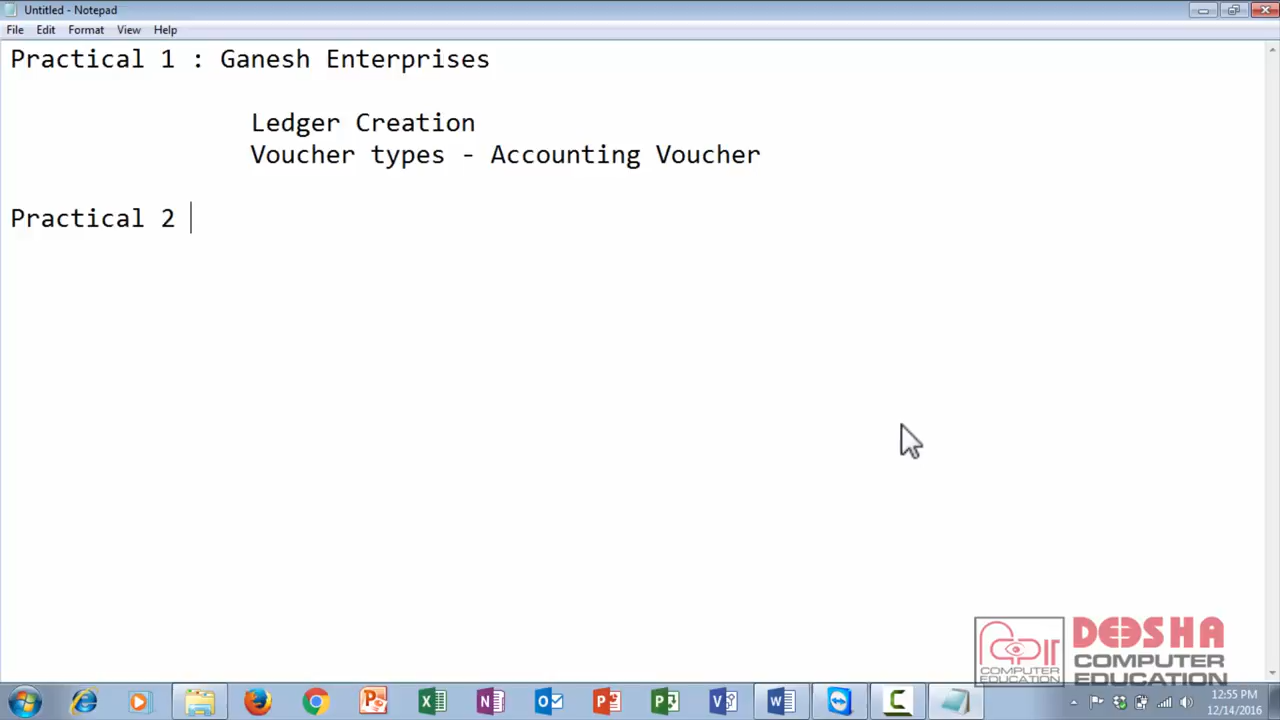 Untitled - Notepad
File Edit Format View Help
Practical 1 : Ganesh Enterprises
Ledger Creation
Voucher types - Accounting Voucher
Practical 2
DEESHA
COMPUTER
EDUCATION
COMPUTER
EDUCATION
12:55 PM
12/14/2016